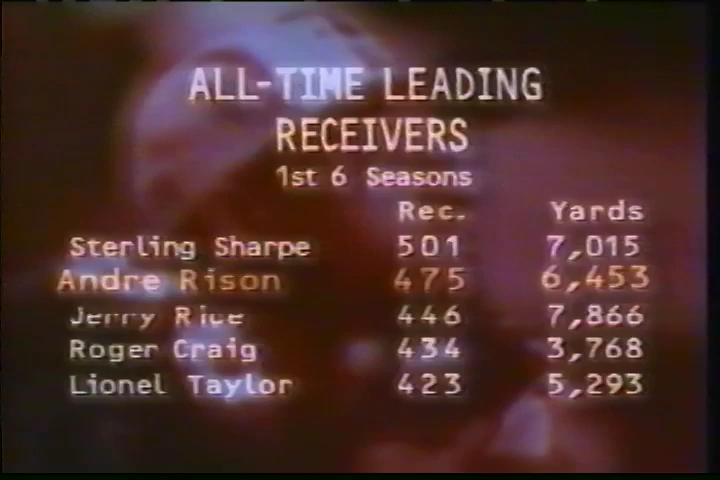 ALL-TIME LEADING
RECEIVERS
1st 6 Seasons
Rec. Yards
Sterling Sharpe 501 7,015
Andre Rison 475 6,453
Jerry Rice 446 7,866
Roger Craig 434 3,768
Lionel Taylor 423 5,293